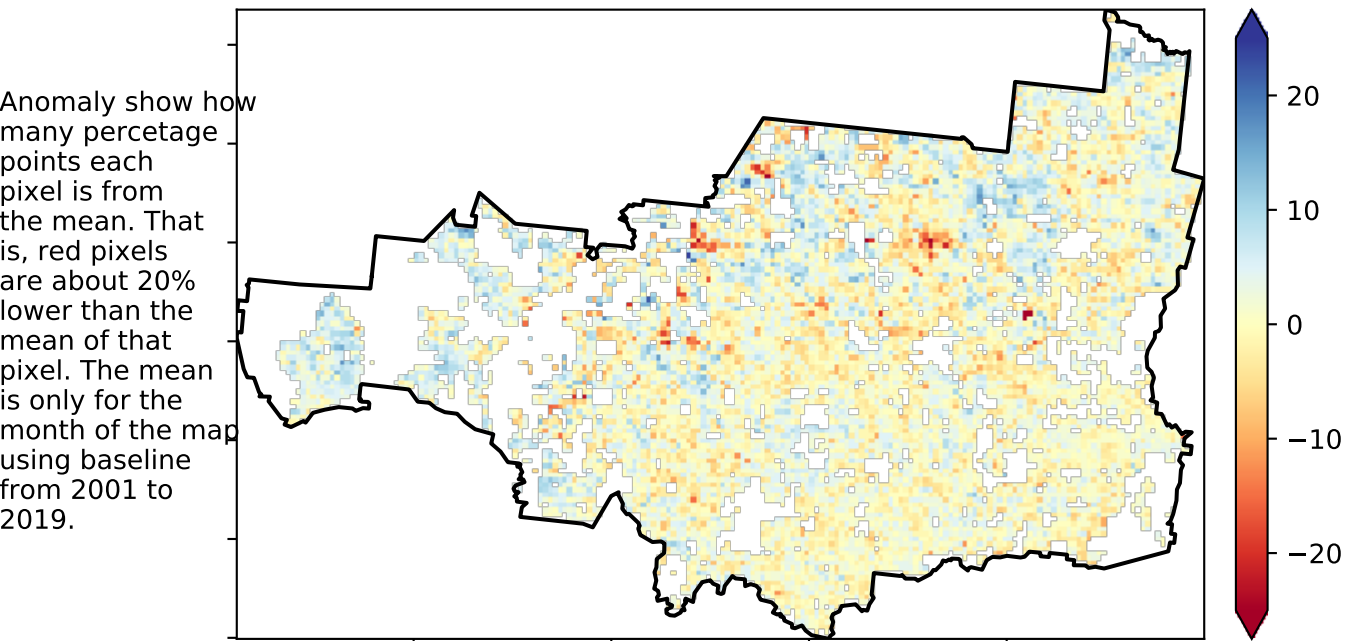 Anomaly show how
many percetage
points each
pixel is from
the mean. That
is, red pixels
are about 20%
lower than the
mean of that
pixel. The mean
is only for the
month of the map
using baseline
from 2001 to
2019.
20
10
0
−10
−20